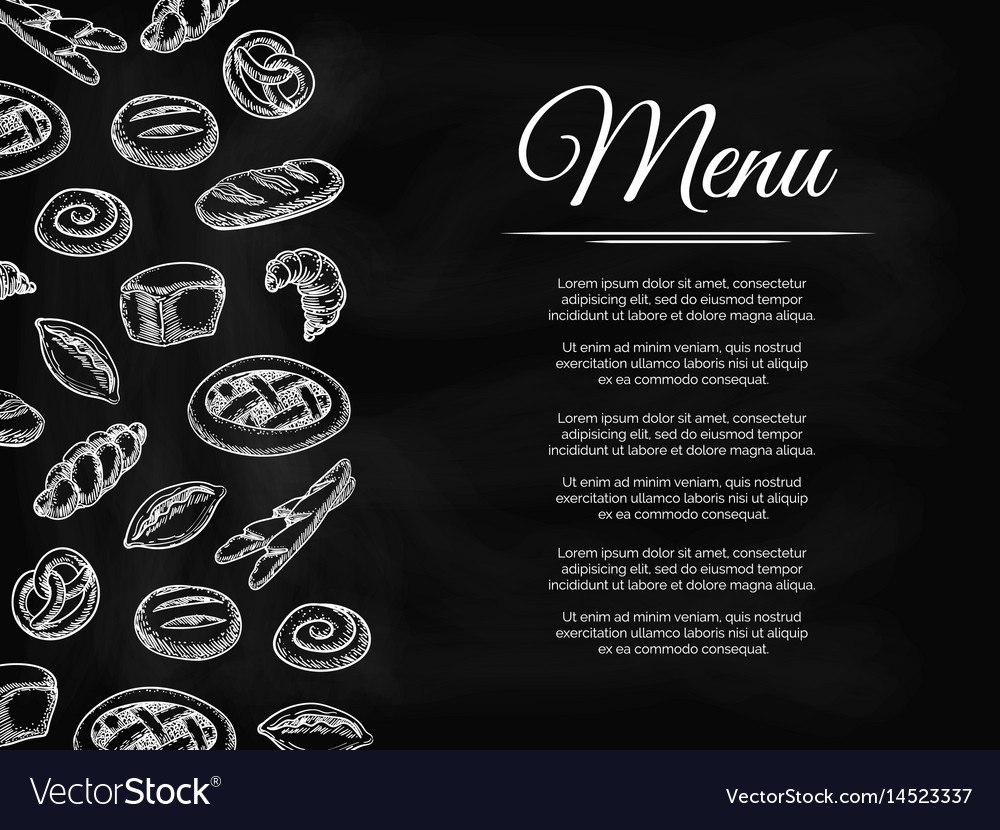 Menu
Lorem ipsum dolor sit amet, consectetur
adipisicing elit, sed do eiusmod tempor
incididunt ut labore et dolore magna aliqua.
Ut enim ad minim veniam, quis nostrud
exercitation ullamco laboris nisi ut aliquip
ex ea commodo consequat.
Lorem ipsum dolor sit amet, consectetur
adipisicing elit, sed do eiusmod tempor
incididunt ut labore et dolore magna aliqua.
Ut enim ad minim veniam, quis nostrud
exercitation ullamco laboris nisi ut aliquip
ex ea commodo consequat.
Lorem ipsum dolor sit amet, consectetur
adipisicing elit, sed do eiusmod tempor
incididunt ut labore et dolore magna aliqua.
Ut enim ad minim veniam, quis nostrud
exercitation ullamco laboris nisi ut aliquip
ex ea commodo consequat.
VectorStock®
VectorStock.com/14523337